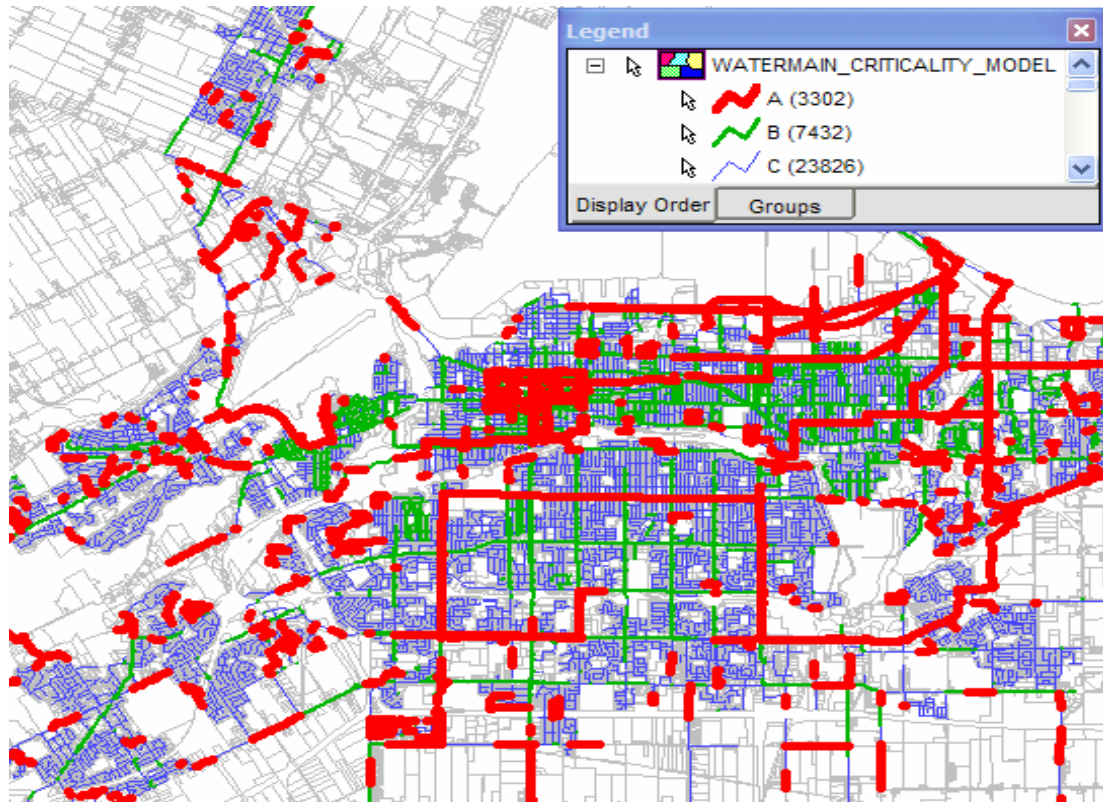 Legend
WATERMAIN_CRITICALITY_MODEL
A (3302)
B (7432)
C (23826)
Display Order Groups